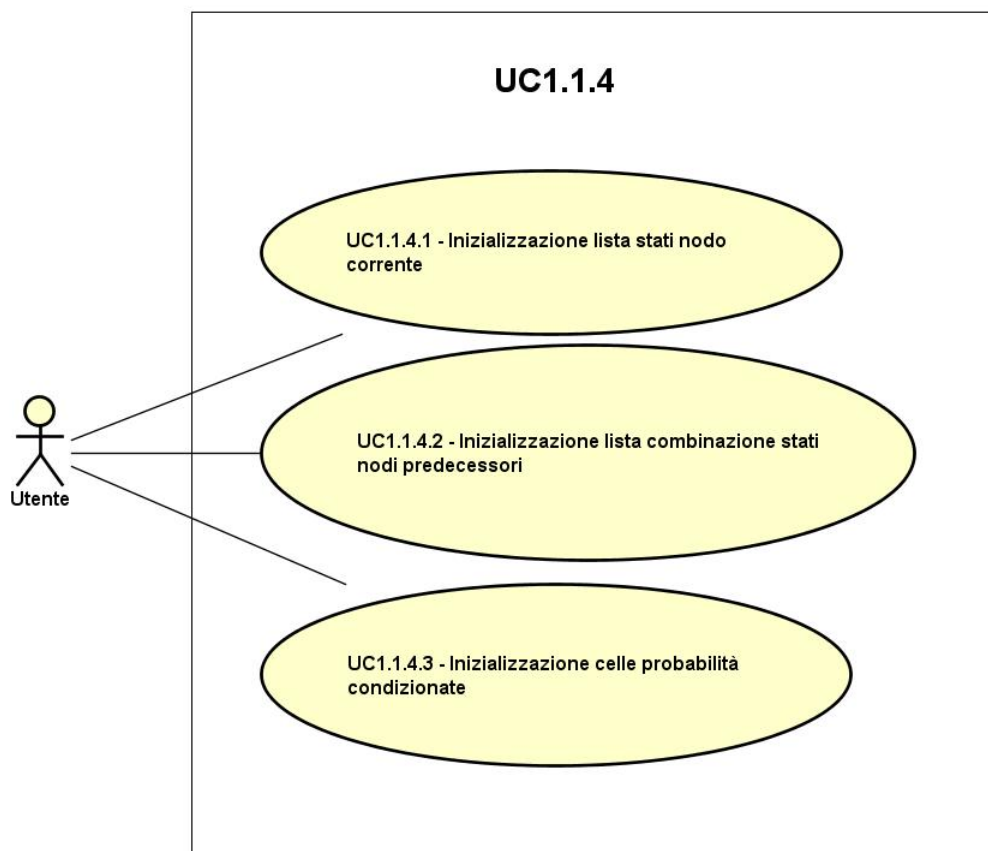 UC1.1.4
UC1.1.4.1 - Inizializzazione lista stati nodo
corrente
UC1.1.4.2 - Inizializzazione lista combinazione stati
nodi predecessori
Utente
UC1.1.4.3 - Inizializzazione celle probabilità
condizionate